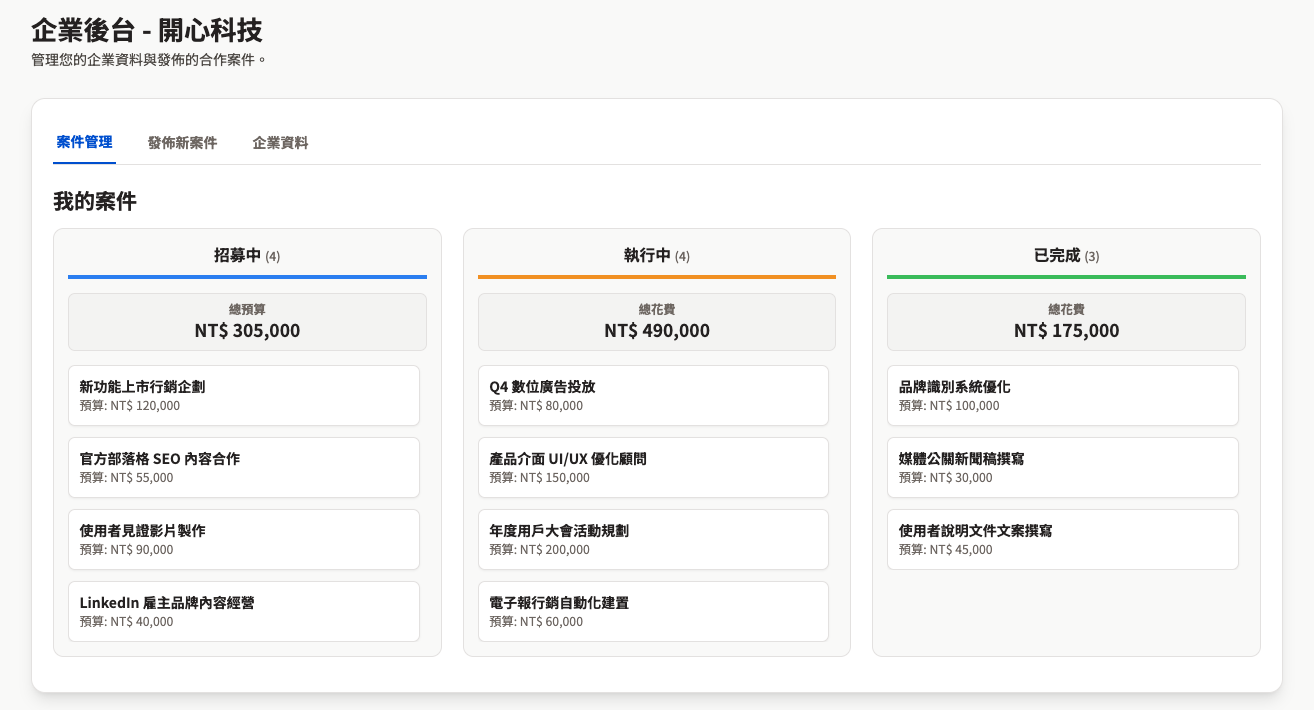 企業後台 - 開心科技
管理您的企業資料與發佈的合作案件。
案件管理
發佈新案件
企業資料
我的案件
招募中 (4)
總預算
NT$ 305,000
新功能上市行銷企劃
預算: NT$ 120,000
官方部落格 SEO 內容合作
預算: NT$ 55,000
使用者見證影片製作
預算: NT$ 90,000
LinkedIn 雇主品牌內容經營
預算: NT$ 40,000
執行中 (4)
總花費
NT$ 490,000
Q4 數位廣告投放
預算: NT$ 80,000
產品介面 UI/UX 優化顧問
預算: NT$ 150,000
年度用戶大會活動規劃
預算: NT$ 200,000
電子報行銷自動化建置
預算: NT$ 60,000
已完成 (3)
總花費
NT$ 175,000
品牌識別系統優化
預算: NT$ 100,000
媒體公關新聞稿撰寫
預算: NT$ 30,000
使用者說明文件文案撰寫
預算: NT$ 45,000